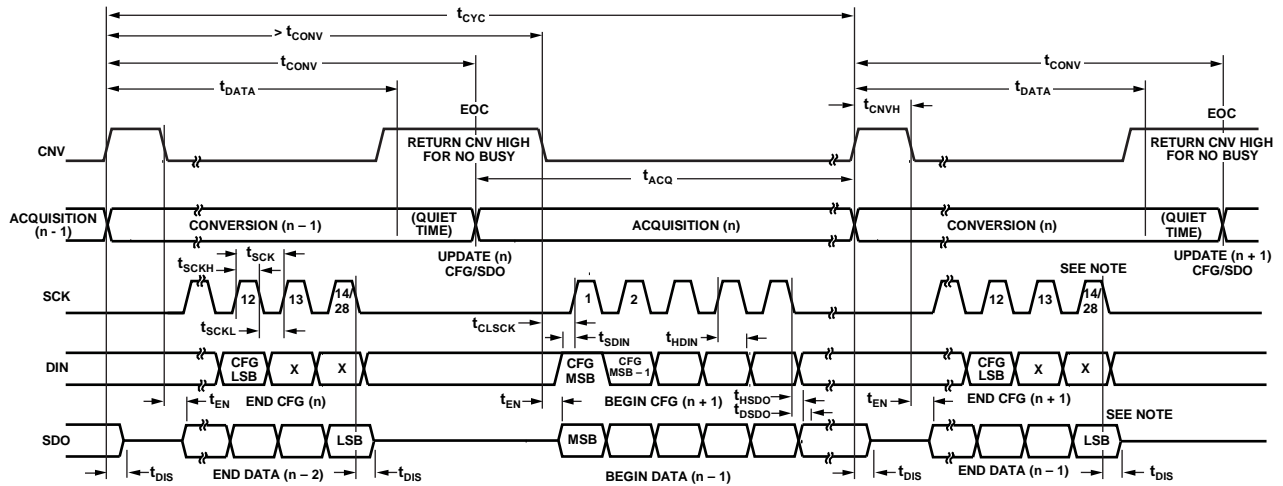 tCYC
> tCONV
tCONV
tCONV
tDATA
tDATA
EOC
tCNVH
EOC
CNV
RETURN CNV HIGH
FOR NO BUSY
RETURN CNV HIGH
FOR NO BUSY
tACQ
ACQUISITION
(n - 1)
CONVERSION (n – 1)
(QUIET
TIME)
ACQUISITION (n)
CONVERSION (n)
(QUIET
TIME)
UPDATE (n)
CFG/SDO
UPDATE (n + 1)
CFG/SDO
tSCK
tSCKH
SEE NOTE
SCK
12
13
14/
28
1
2
12
13
14/
28
tSCKL
tCLSCK
tSDIN
tHDIN
DIN
CFG
LSB
X
X
CFG
MSB
CFG
MSB – 1
CFG
LSB
X
X
tEN
END CFG (n)
tEN
BEGIN CFG (n + 1)
tHSDO
tDSDO
tEN
END CFG (n + 1)
SEE NOTE
SDO
LSB
MSB
LSB
tDIS
END DATA (n – 2)
tDIS
BEGIN DATA (n – 1)
tDIS
END DATA (n – 1)
tDIS